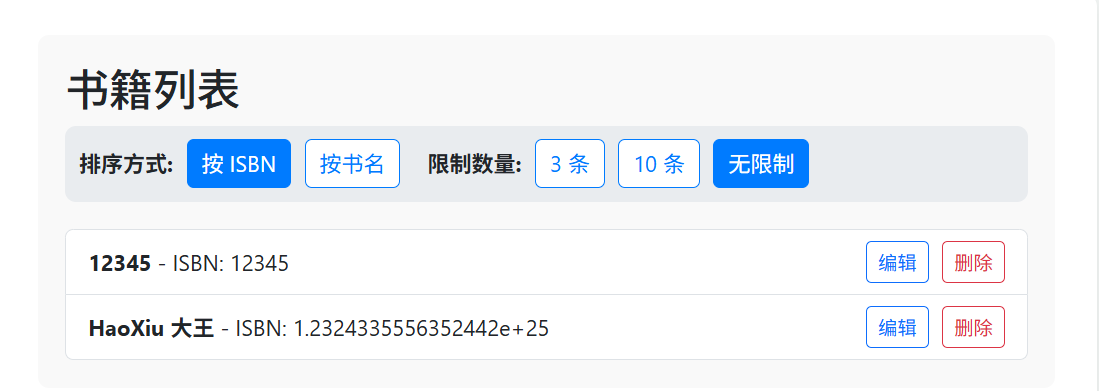 书籍列表
排序方式: 按 ISBN 按书名 限制数量: 3 条 10 条 无限制
12345 - ISBN: 12345 编辑 删除
HaoXiu 大王 - ISBN: 1.2324335556352442e+25 编辑 删除